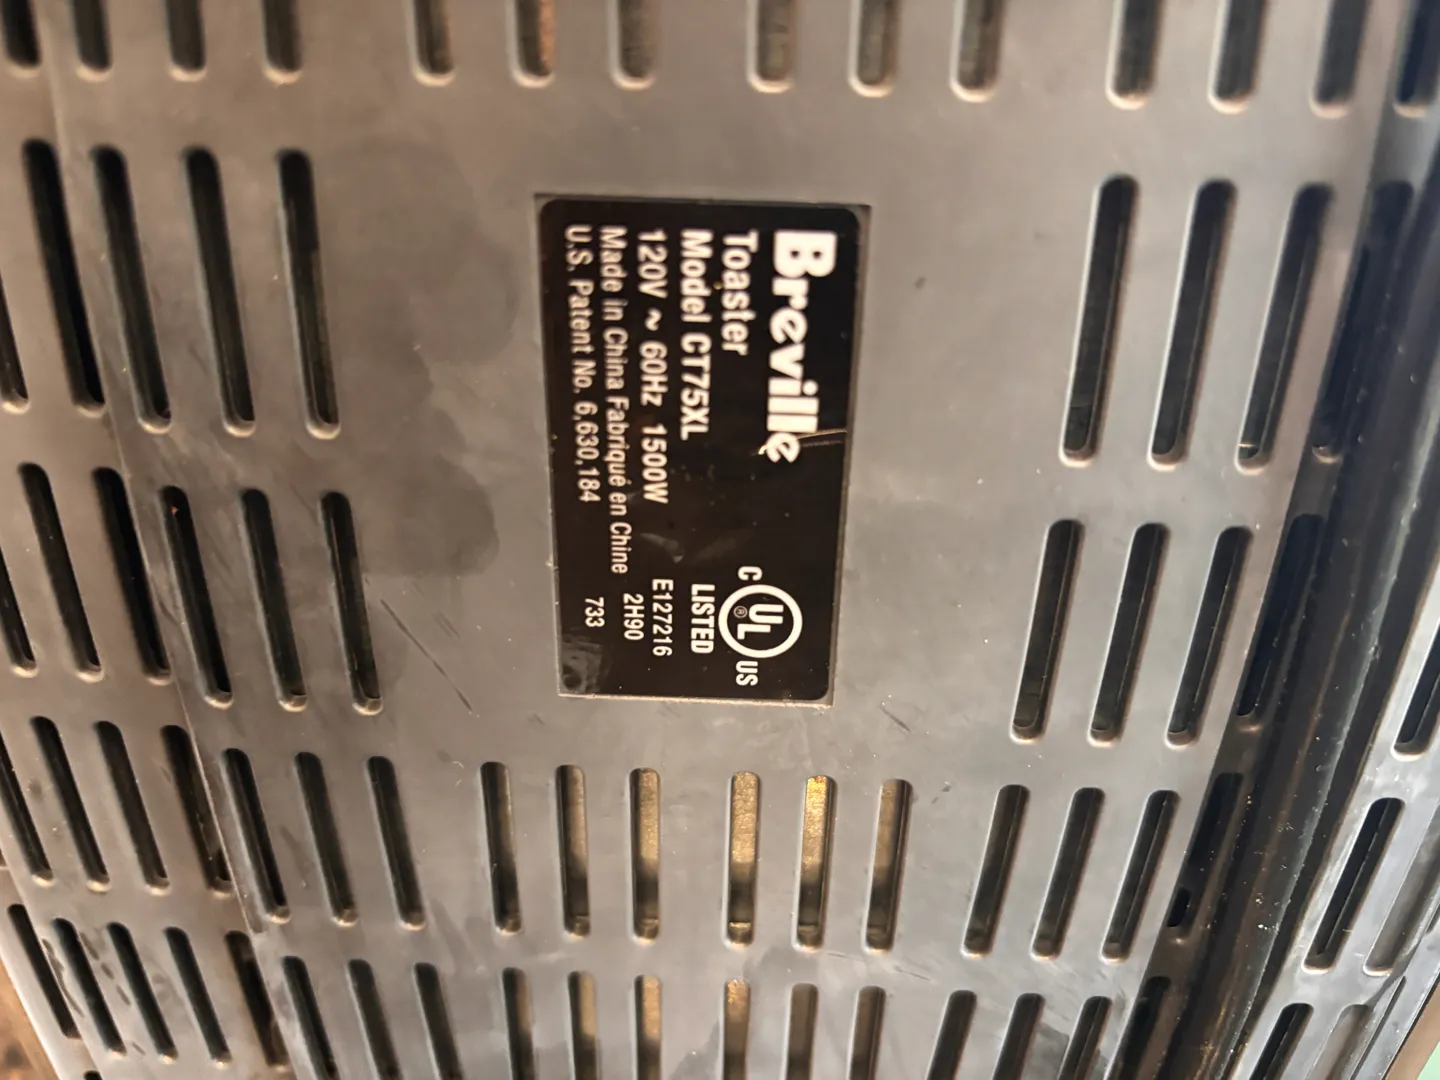 Breville
Toaster
Model CT75XL
120V ~ 60Hz 1500W
Made in China Fabriqué en Chine
U.S. Patent No. 6,630,184
C UL ® US
LISTED
E127216
2H90
733